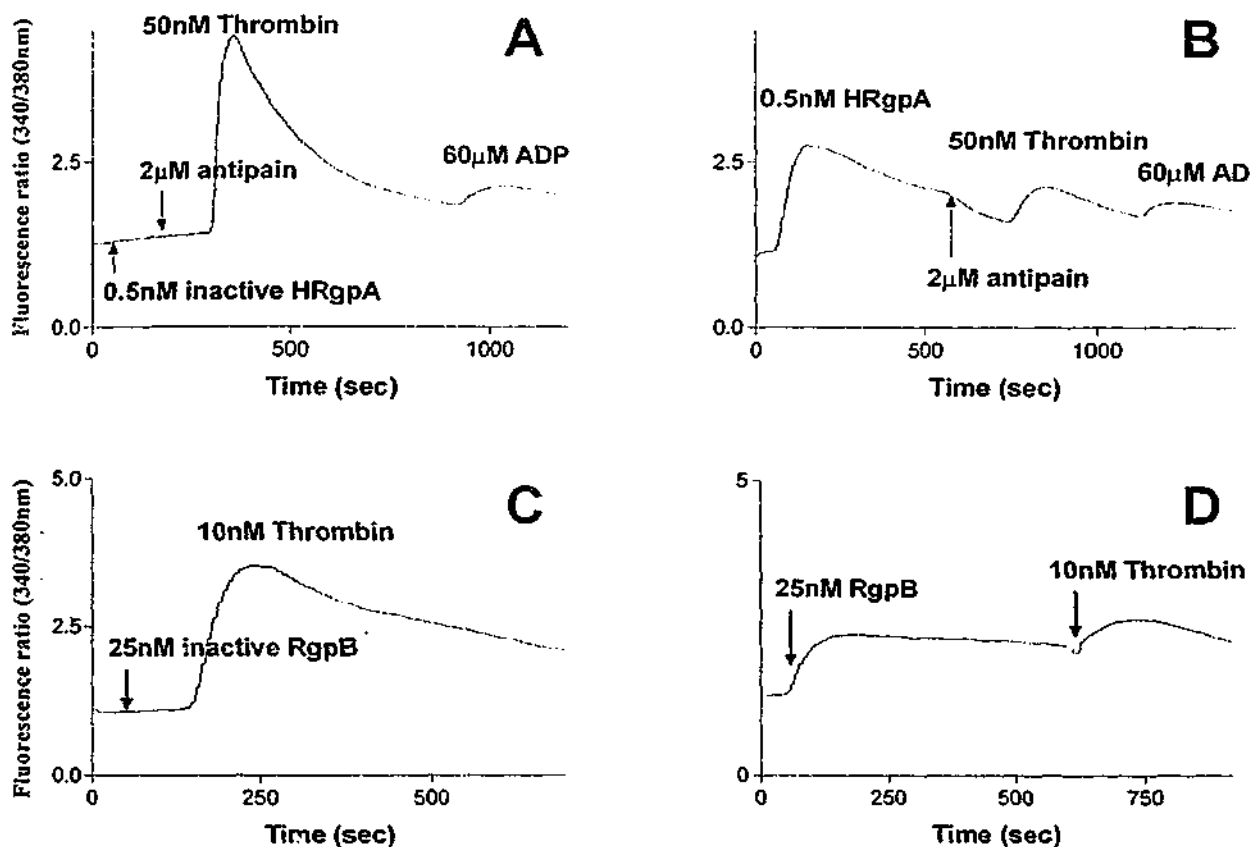 A
50nM Thrombin
2.5
2µM antipain
60µM ADP
0.5nM inactive HRgpA
0.0
0 500 1000
Time (sec)
Fluorescence ratio (340/380nm)
B
0.5nM HRgpA
2.5
50nM Thrombin
60µM AD
2µM antipain
0.0
0 500 1000
Time (sec)
5.0
C
10nM Thrombin
2.5
25nM inactive RgpB
0.0
0 250 500
Time (sec)
Fluorescence ratio (340/380nm)
5
D
25nM RgpB
10nM Thrombin
0
0 250 500 750
Time (sec)